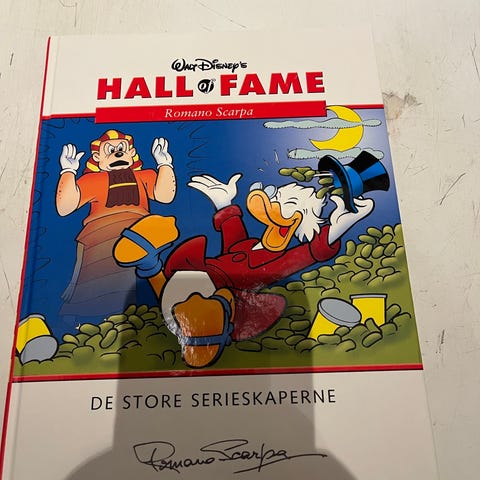 Walt Disney's
HALL of FAME
Romano Scarpa
DE STORE SERIESKAPERNE
Romano Scarpa